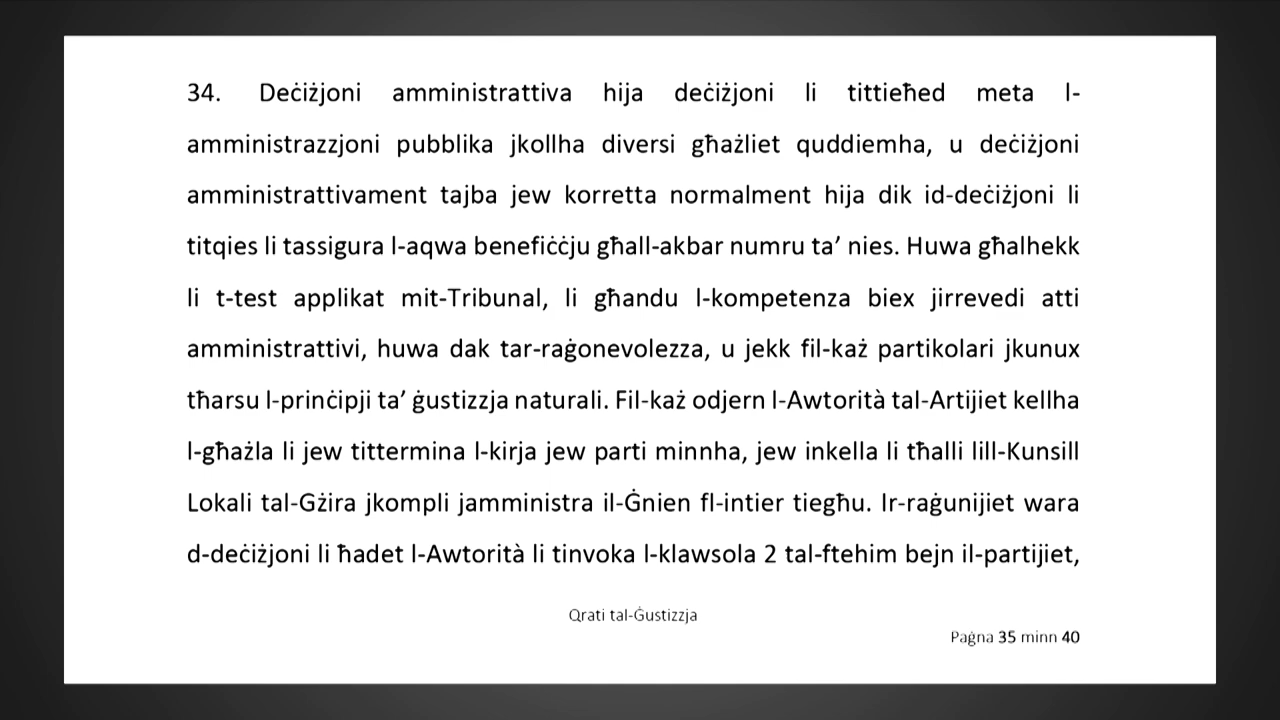 34. Deċiżjoni amministrattiva hija deċiżjoni li tittieħed meta l-
amministrazzjoni pubblika jkollha diversi għażliet quddiemha, u deċiżjoni
amministrattivament tajba jew korretta normalment hija dik id-deċiżjoni li
titqies li tassigura l-aqwa benefiċċju għall-akbar numru ta’ nies. Huwa għalhekk
li t-test applikat mit-Tribunal, li għandu l-kompetenza biex jirrevedi atti
amministrattivi, huwa dak tar-raġonevolezza, u jekk fil-każ partikolari jkunux
tħarsu l-prinċipji ta’ ġustizzja naturali. Fil-każ odjern l-Awtorità tal-Artijiet kellha
l-għażla li jew tittermina l-kirja jew parti minnha, jew inkella li tħalli lill-Kunsill
Lokali tal-Gżira jkompli jamministra il-Ġnien fl-intier tiegħu. Ir-raġunijiet wara
d-deċiżjoni li ħadet l-Awtorità li tinvoka l-klawsola 2 tal-ftehim bejn il-partijiet,
Qrati tal-Ġustizzja
Paġna 35 minn 40